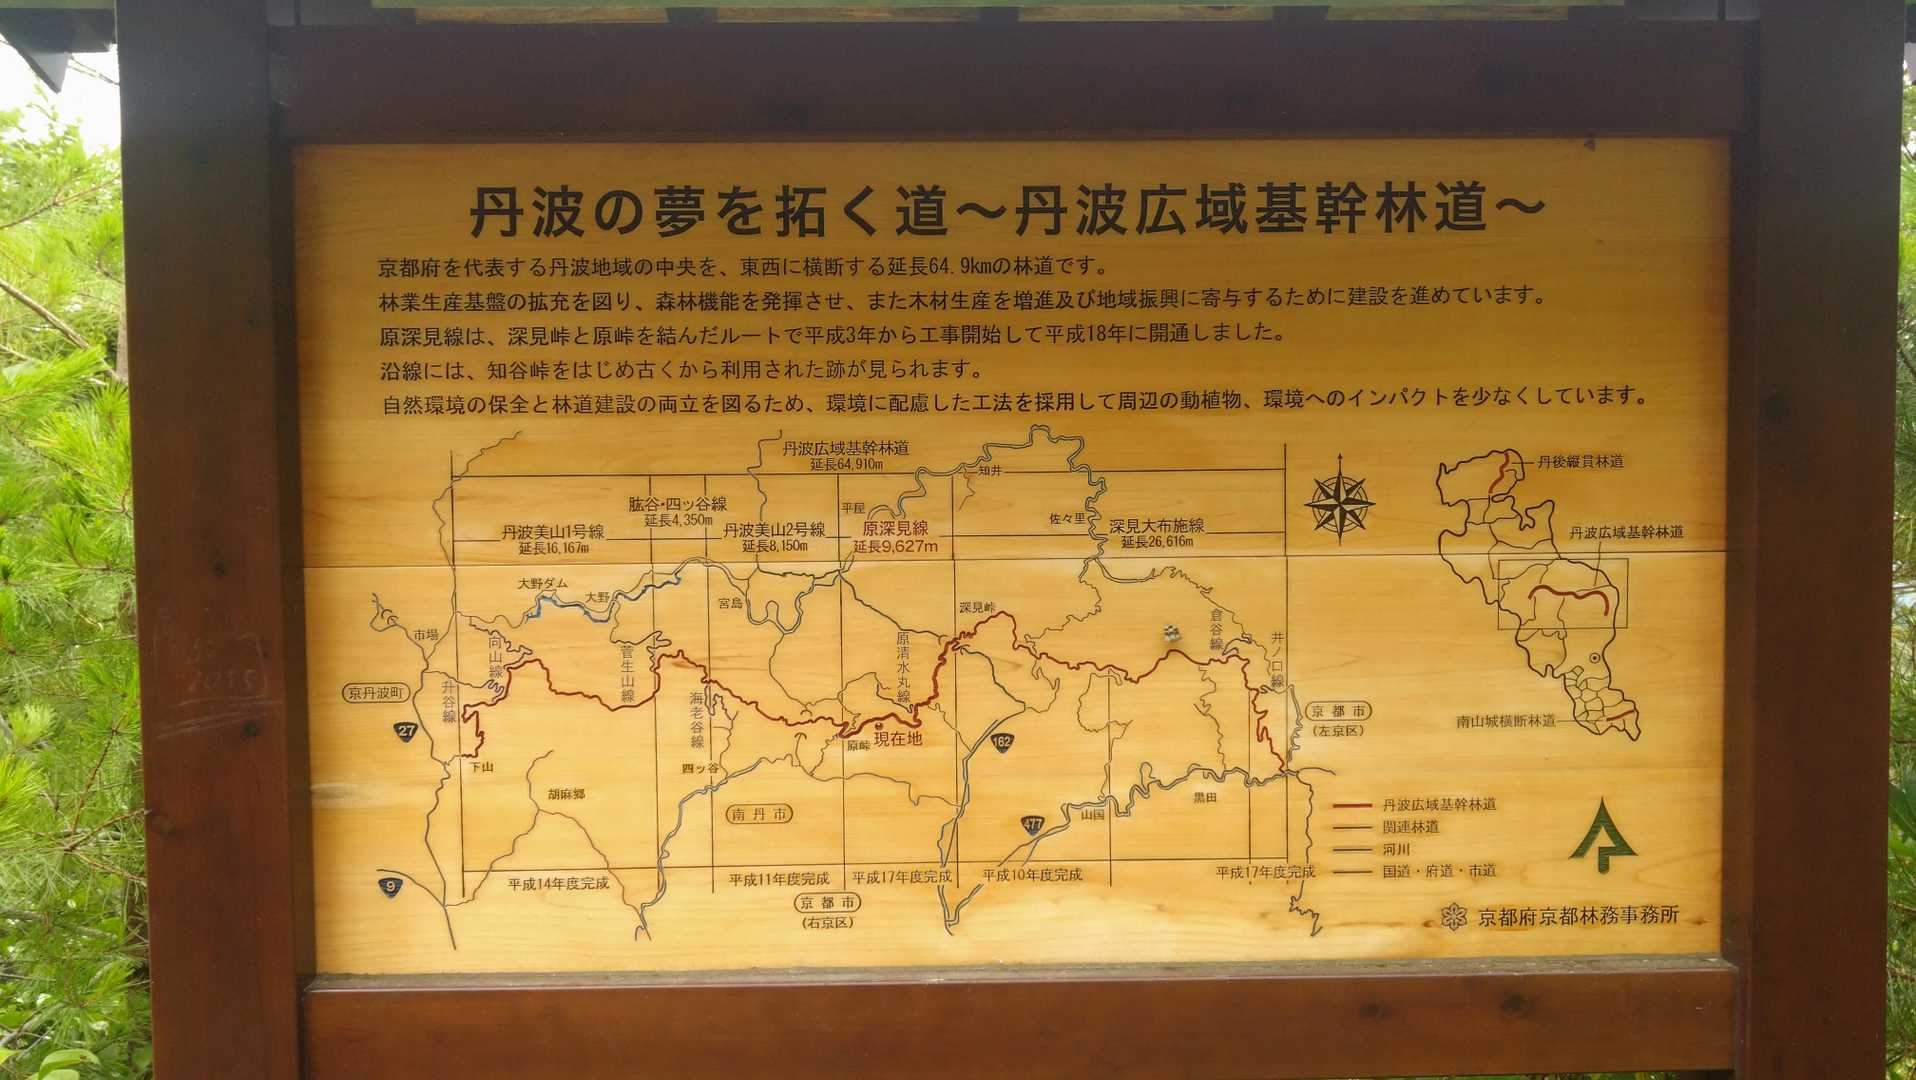 丹波の夢を拓く道～丹波広域基幹林道～
京都府を代表する丹波地域の中央を、東西に横断する延長64.9kmの林道です。
林業生産基盤の拡充を図り、森林機能を発揮させ、また木材生産を増進及び地域振興に寄与するために建設を進めています。
原深見線は、深見峠と原峠を結んだルートで平成3年から工事開始して平成18年に開通しました。
沿線には、知谷峠をはじめ古くから利用された跡が見られます。
自然環境の保全と林道建設の両立を図るため、環境に配慮した工法を採用して周辺の動植物、環境へのインパクトを少なくしています。
丹波広域基幹林道
延長64,910m
知井
丹後縦貫林道
肱谷・四ッ谷線
延長4,350m
平屋
丹波美山1号線
延長16,167m
丹波美山2号線
延長8,150m
原深見線
延長9,627m
佐々里
深見大布施線
延長26,616m
丹波広域基幹林道
大野ダム
大野
宮島
深見峠
市場
向山線
菅生山線
原清水丸線
倉谷線
井ノ口線
京丹波町
升谷線
海老谷線
京都市
(左京区)
南山城横断林道
27
原峠
現在地
162
下山
四ッ谷
胡麻郷
南丹市
山国
黒田
477
9
丹波広域基幹林道
関連林道
河川
国道・府道・市道
平成14年度完成
平成11年度完成
平成17年度完成
平成10年度完成
平成17年度完成
京都市
(右京区)
京都府京都林務事務所